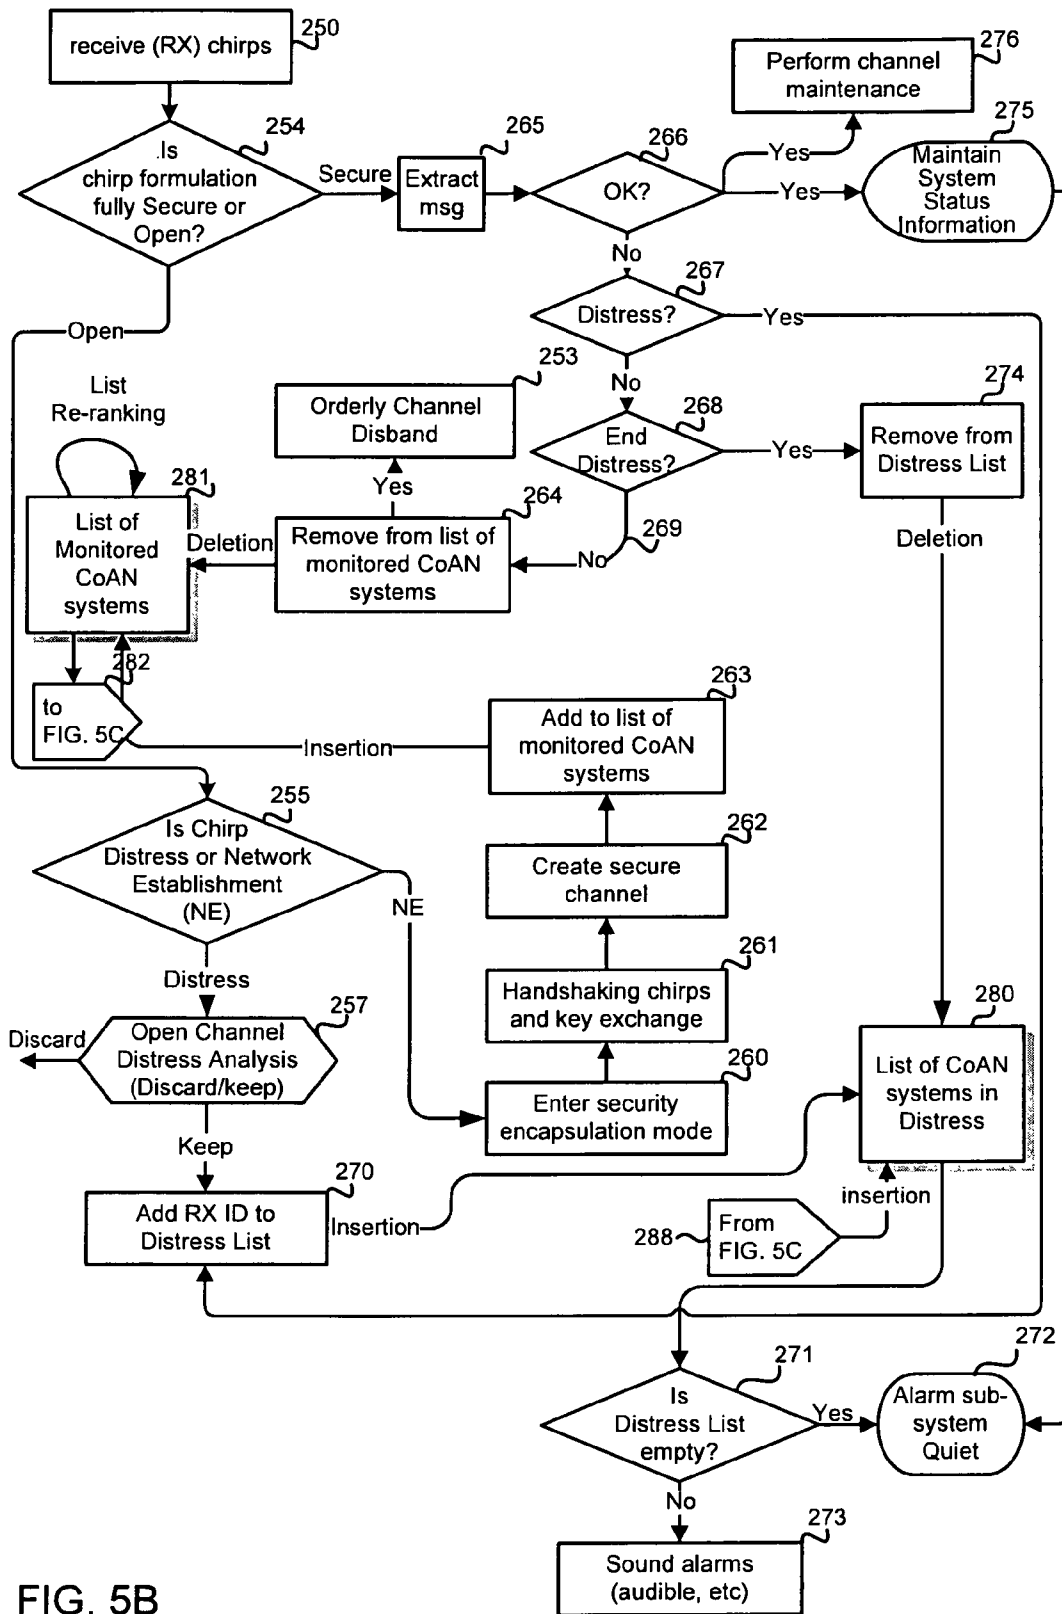 receive (RX) chirps
250
Perform channel
maintenance
276
.Is
chirp formulation
fully Secure or
Open?
254
Secure
Extract
msg
265
OK?
266
Yes
Yes
Maintain
System
Status
Information
275
No
Distress?
267
Yes
Open
No
List
Re-ranking
Orderly Channel
Disband
253
End
Distress?
268
Yes
Remove from
Distress List
274
Yes
281
List of
Monitored
CoAN
systems
Deletion
Remove from list of
monitored CoAN
systems
264
No
269
Deletion
282
to
FIG. 5C
Insertion
Add to list of
monitored CoAN
systems
263
Is Chirp
Distress or Network
Establishment
(NE)
255
NE
Create secure
channel
262
Distress
Handshaking chirps
and key exchange
261
Discard
Open Channel
Distress Analysis
(Discard/keep)
257
List of CoAN
systems in
Distress
280
Enter security
encapsulation mode
260
Keep
Add RX ID to
Distress List
270
Insertion
insertion
288
From
FIG. 5C
Is
Distress List
empty?
271
Yes
Alarm sub-
system
Quiet
272
No
Sound alarms
(audible, etc)
273
FIG. 5B